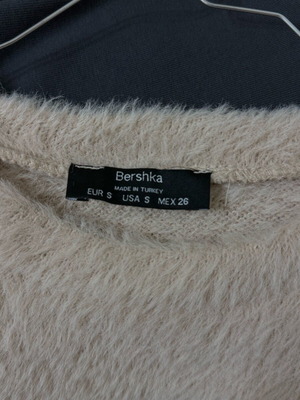 Bershka
MADE IN TURKEY
EUR S USA S MEX 26